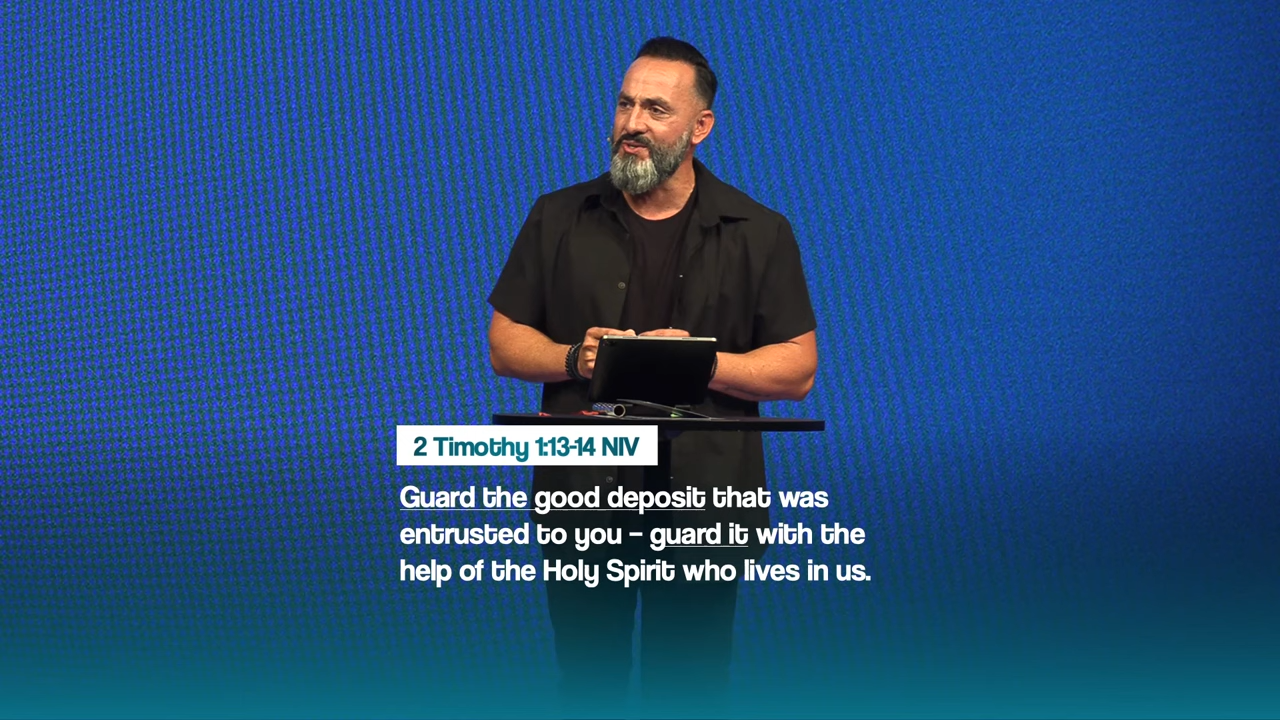 2 Timothy 1:13-14 NIV
Guard the good deposit that was
entrusted to you – guard it with the
help of the Holy Spirit who lives in us.